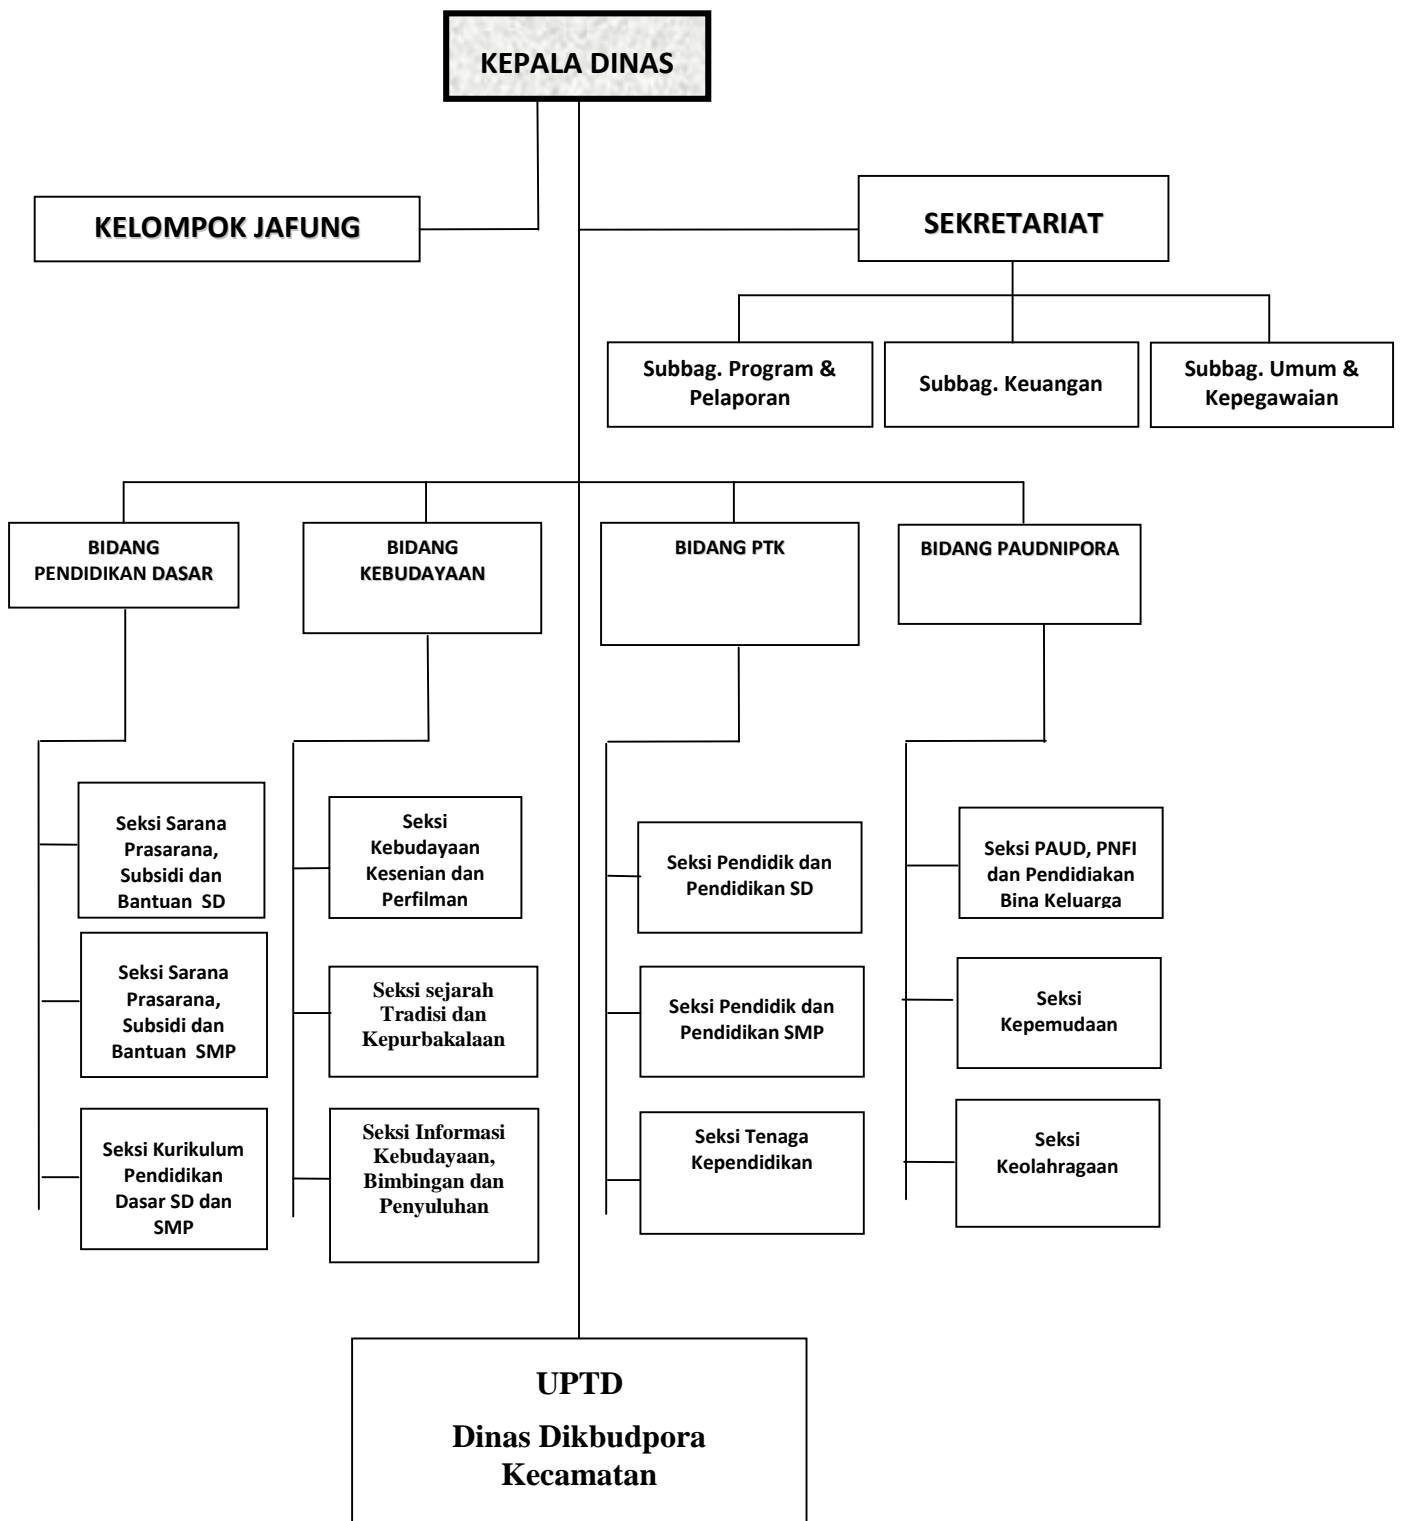 KEPALA DINAS
KELOMPOK JAFUNG
SEKRETARIAT
Subbag. Program &
Pelaporan
Subbag. Keuangan
Subbag. Umum &
Kepegawaian
BIDANG
PENDIDIKAN DASAR
BIDANG
KEBUDAYAAN
BIDANG PTK
BIDANG PAUDNIPORA
Seksi Sarana
Prasarana,
Subsidi dan
Bantuan SD
Seksi Sarana
Prasarana,
Subsidi dan
Bantuan SMP
Seksi Kurikulum
Pendidikan
Dasar SD dan
SMP
Seksi
Kebudayaan
Kesenian dan
Perfilman
Seksi sejarah
Tradisi dan
Kepurbakalaan
Seksi Informasi
Kebudayaan,
Bimbingan dan
Penyuluhan
Seksi Pendidik dan
Pendidikan SD
Seksi Pendidik dan
Pendidikan SMP
Seksi Tenaga
Kependidikan
Seksi PAUD, PNFI
dan Pendidiakan
Bina Keluarga
Seksi
Kepemudaan
Seksi
Keolahragaan
UPTD
Dinas Dikbudpora
Kecamatan